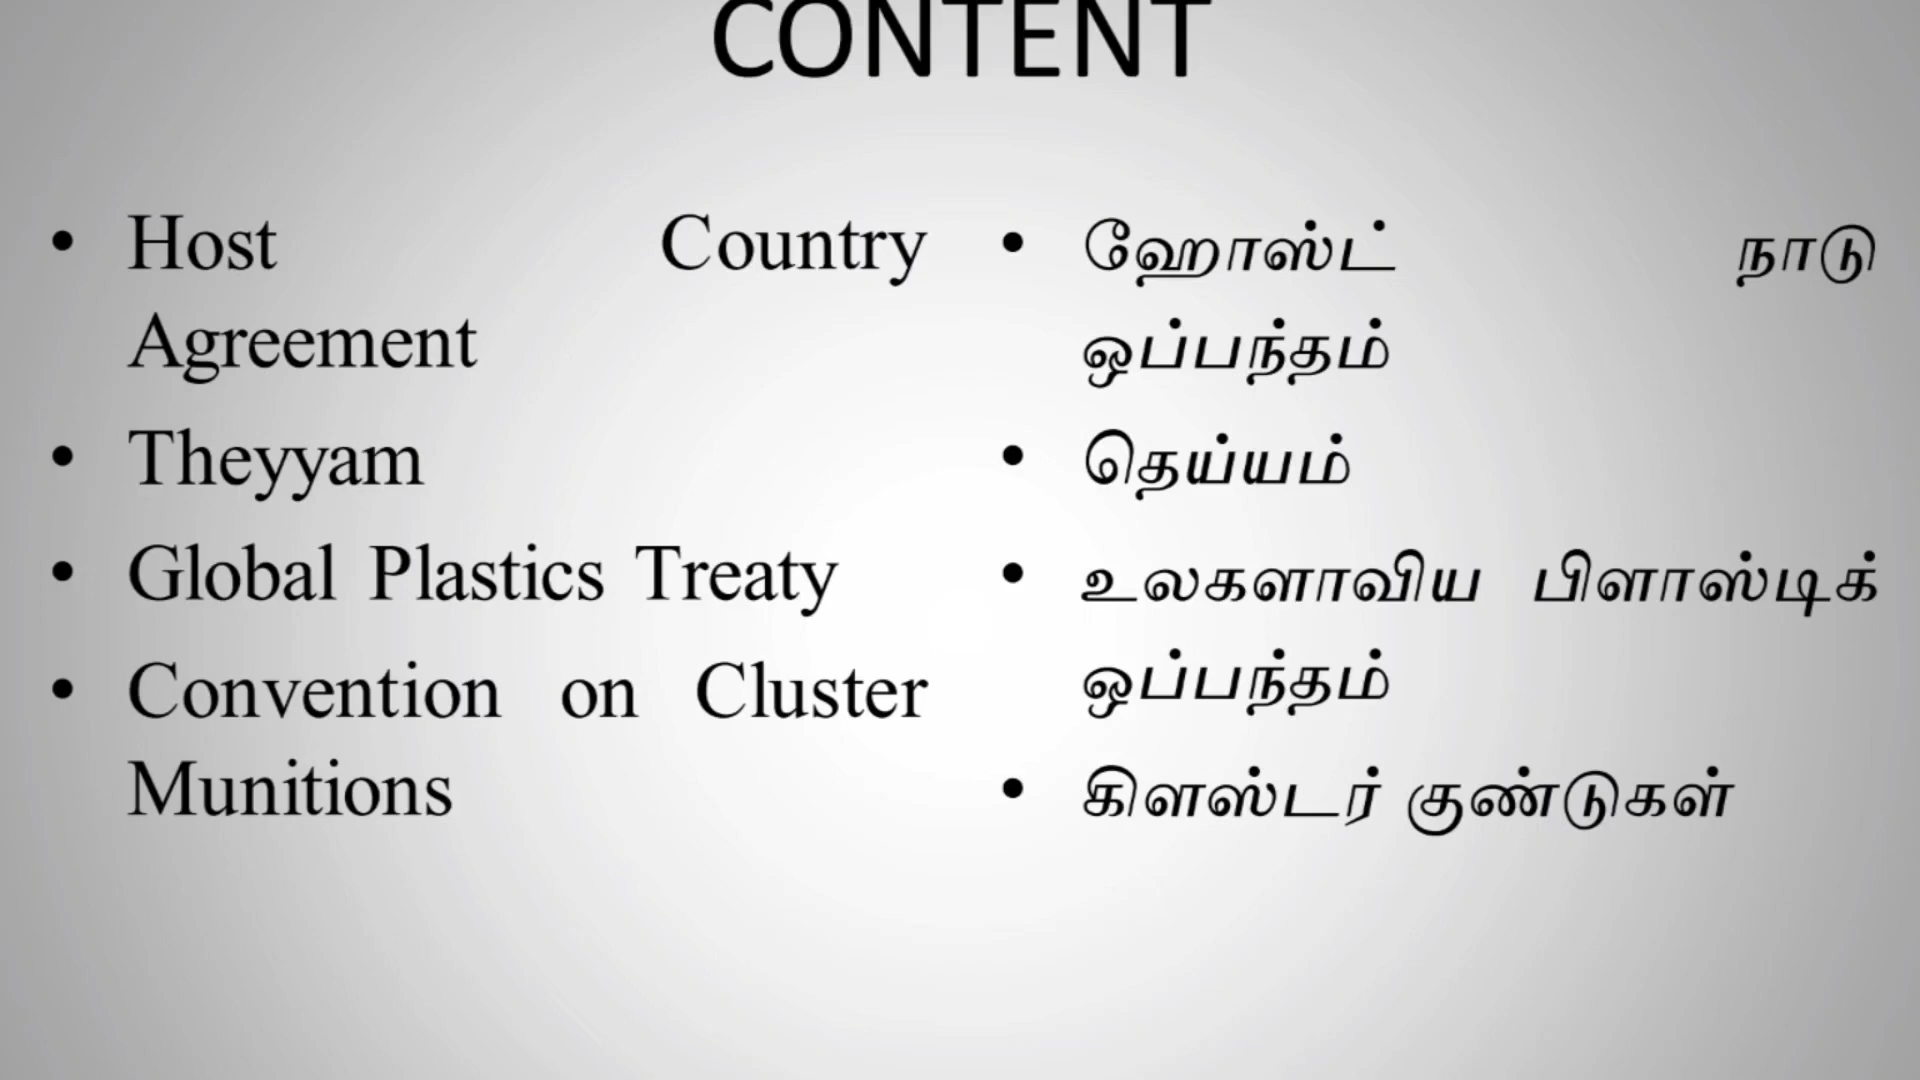 CONTENT
• Host Country
Agreement
• Theyyam
• Global Plastics Treaty
• Convention on Cluster
Munitions
• ஹோஸ்ட் நாடு
ஒப்பந்தம்
• தெய்யம்
• உலகளாவிய பிளாஸ்டிக்
ஒப்பந்தம்
• கிளஸ்டர் குண்டுகள்